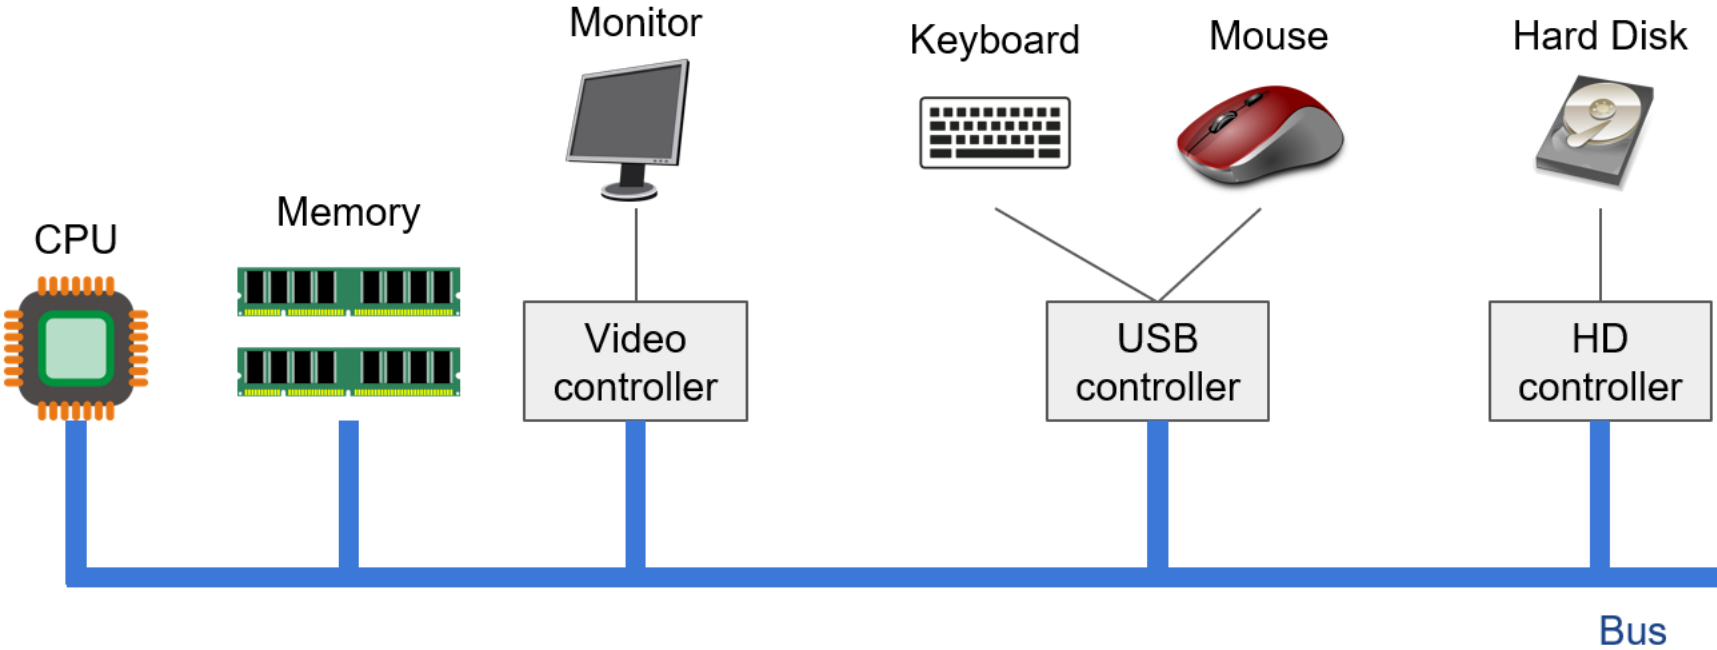 Monitor
Keyboard
Mouse
Hard Disk
Memory
CPU
Video
controller
USB
controller
HD
controller
Bus